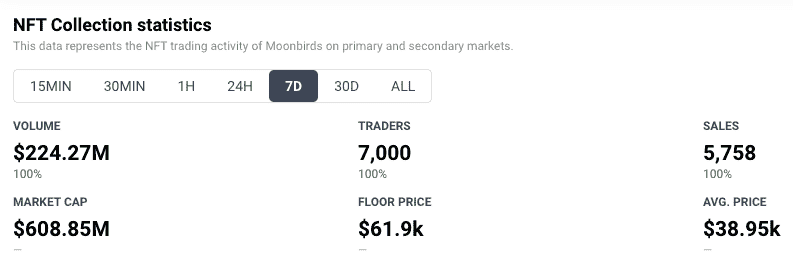 NFT Collection statistics
This data represents the NFT trading activity of Moonbirds on primary and secondary markets.
15MIN 30MIN 1H 24H 7D 30D ALL
VOLUME TRADERS SALES
$224.27M 7,000 5,758
100% 100% 100%
MARKET CAP FLOOR PRICE AVG. PRICE
$608.85M $61.9k $38.95k
— — —